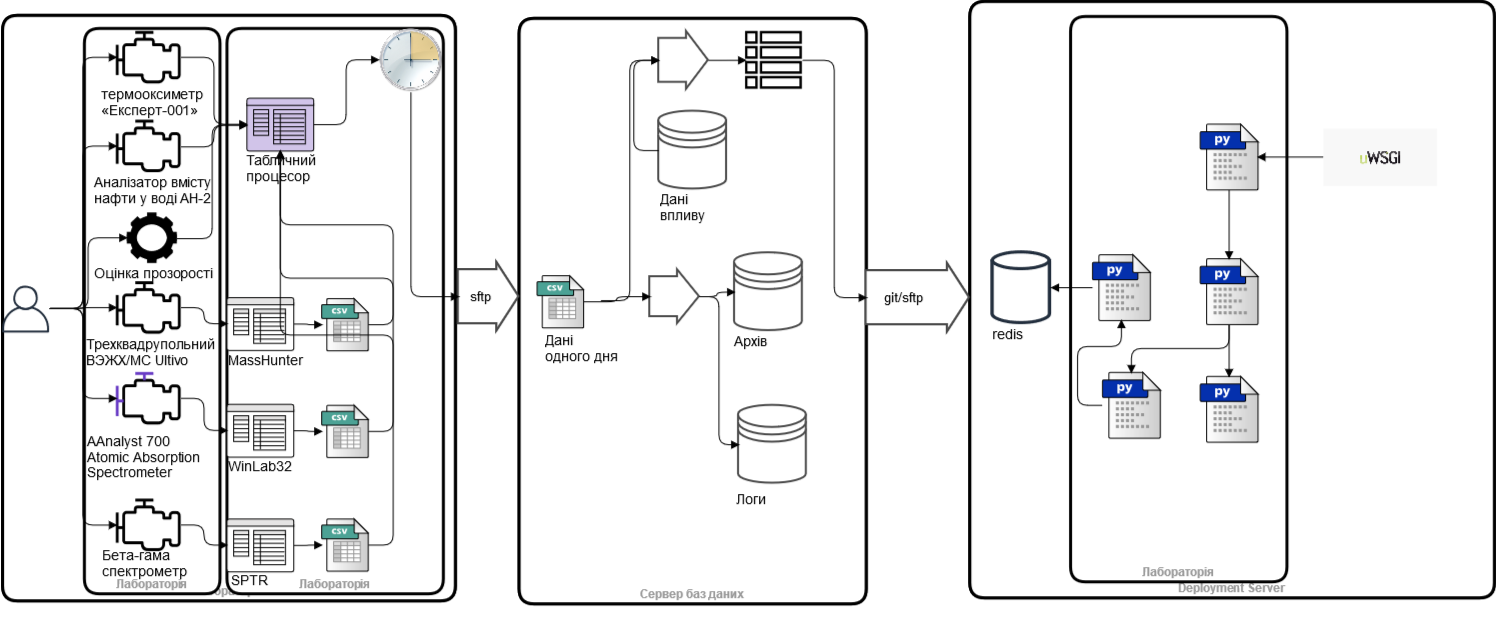 термооксиметр
«Експерт-001»
Аналізатор вмісту
нафти у воді АН-2
Оцінка прозорості
Трехквадрупольний
ВЭЖХ/МС Ultivo
AAnalyst 700
Atomic Absorption
Spectrometer
Бета-гама
спектрометр
Лабораторія
Табличний
процесор
MassHunter
CSV
WinLab32
CSV
SPTR
CSV
Лабораторія
sftp
CSV
Дані
одного дня
Дані
впливу
Архів
Логи
Сервер баз даних
git/sftp
redis
PY
PY
PY
PY
PY
Лабораторія
Deployment Server
uWSGI